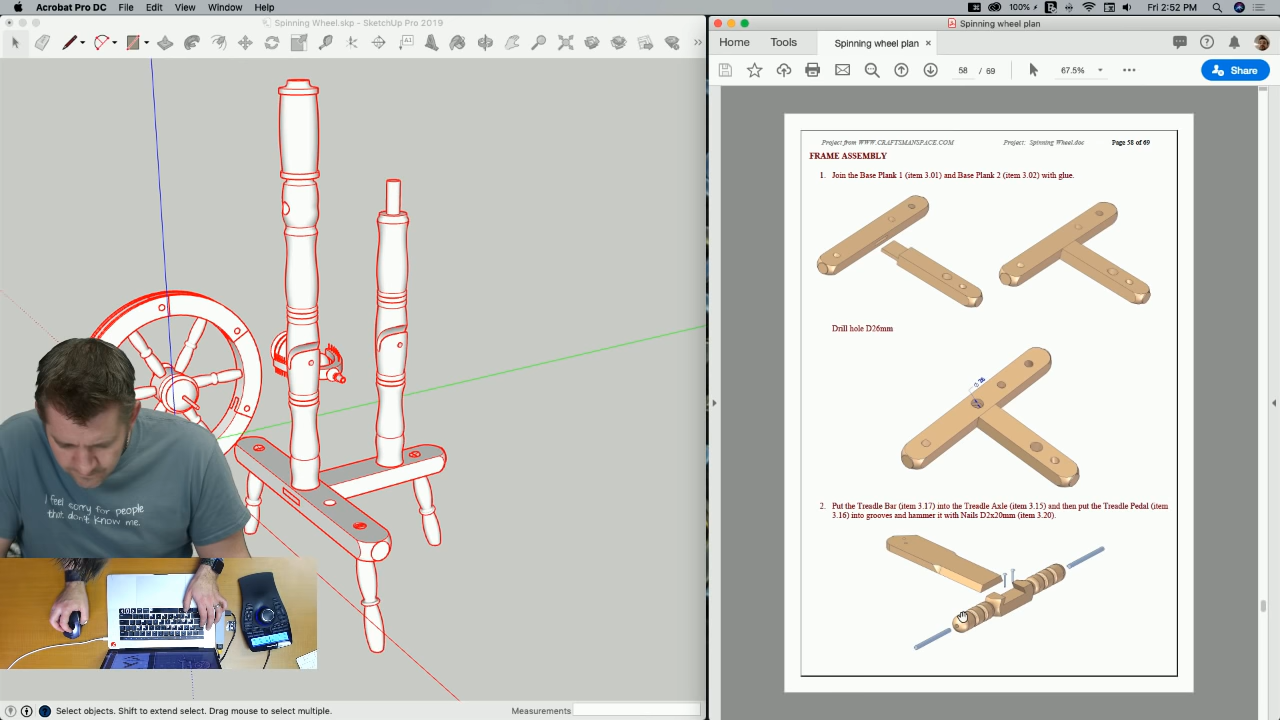 Acrobat Pro DC File Edit View Window Help
100% Fri 2:52 PM
Spinning Wheel.skp - SketchUp Pro 2019
Spinning wheel plan
Home Tools Spinning wheel plan ×
58 / 69 67.5% Share
Project from WWW.CRAFTSMANSPACE.COM Project: Spinning Wheel.doc Page 58 of 69
FRAME ASSEMBLY
1. Join the Base Plank 1 (item 3.01) and Base Plank 2 (item 3.02) with glue.
Drill hole D26mm
2. Put the Treadle Bar (item 3.17) into the Treadle Axle (item 3.15) and then put the Treadle Pedal (item
3.16) into grooves and hammer it with Nails D2x20mm (item 3.20).
I feel sorry for people
that don't know me.
Select objects. Shift to extend select. Drag mouse to select multiple.
Measurements